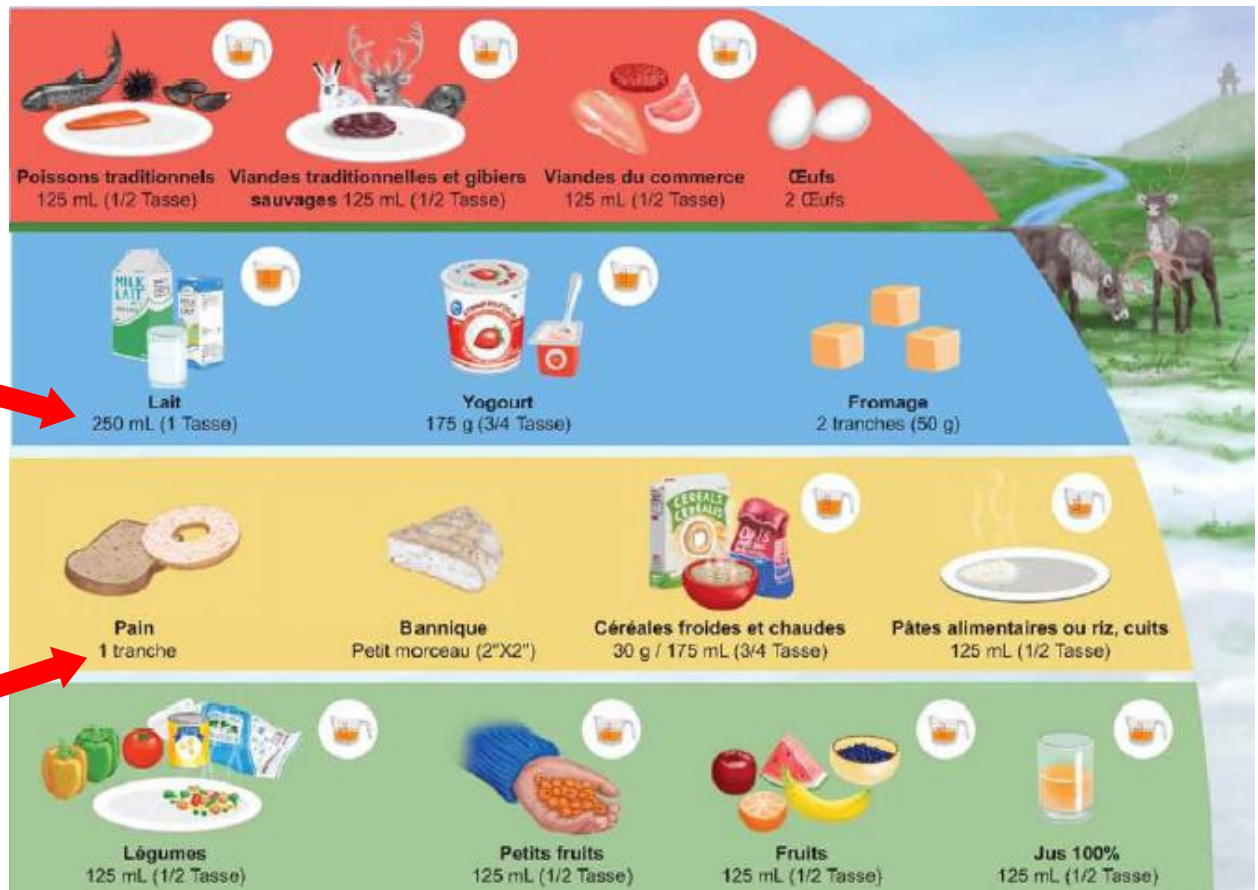 Poissons traditionnels
125 mL (1/2 Tasse)
Viandes traditionnelles et gibiers
sauvages 125 mL (1/2 Tasse)
Viandes du commerce
125 mL (1/2 Tasse)
Œufs
2 Œufs
MILK
LAIT
Lait
250 mL (1 Tasse)
Yogourt
175 g (3/4 Tasse)
Fromage
2 tranches (50 g)
Pain
1 tranche
Bannique
Petit morceau (2"X2")
CEREALS
CÉRÉALES
Céréales froides et chaudes
30 g / 175 mL (3/4 Tasse)
Pâtes alimentaires ou riz, cuits
125 mL (1/2 Tasse)
Légumes
125 mL (1/2 Tasse)
Petits fruits
125 mL (1/2 Tasse)
Fruits
125 mL (1/2 Tasse)
Jus 100%
125 mL (1/2 Tasse)